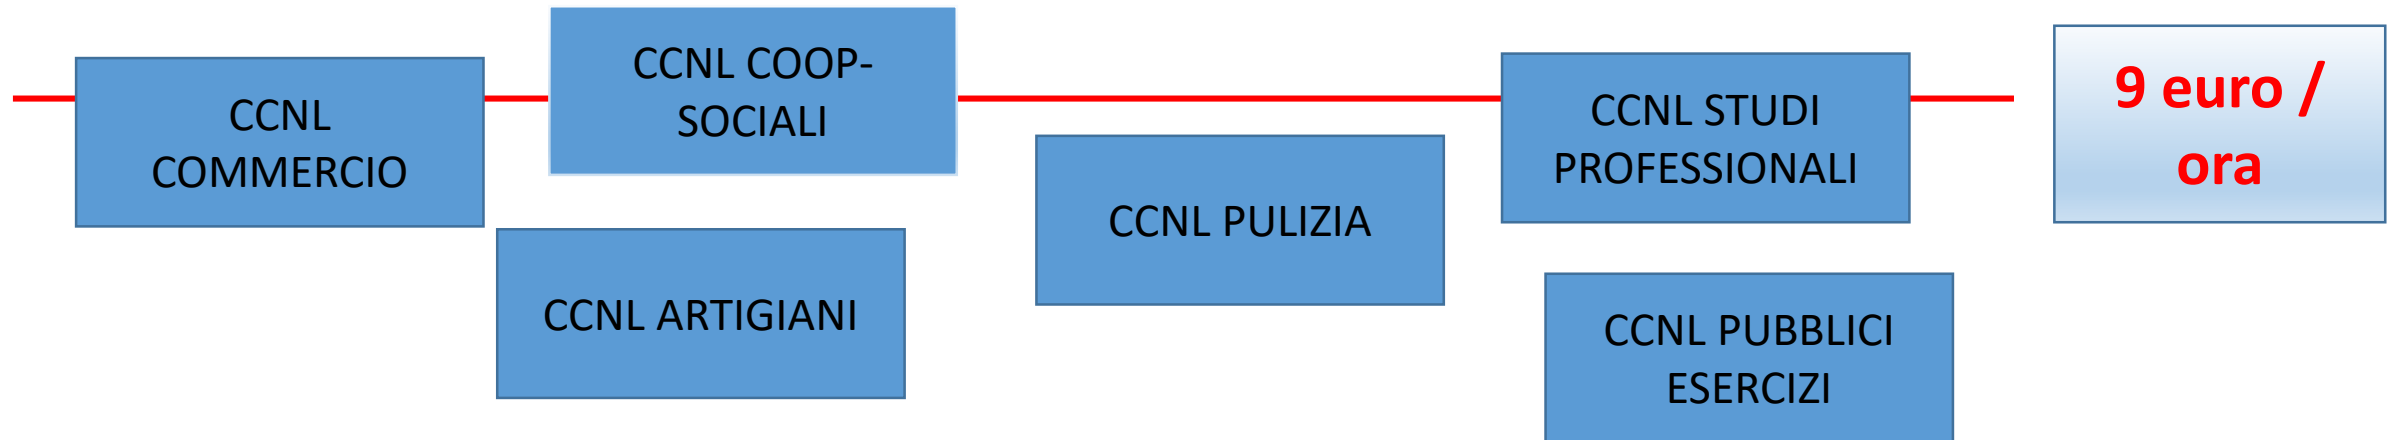 CCNL
COMMERCIO
CCNL COOP-
SOCIALI
CCNL STUDI
PROFESSIONALI
9 euro /
ora
CCNL ARTIGIANI
CCNL PULIZIA
CCNL PUBBLICI
ESERCIZI